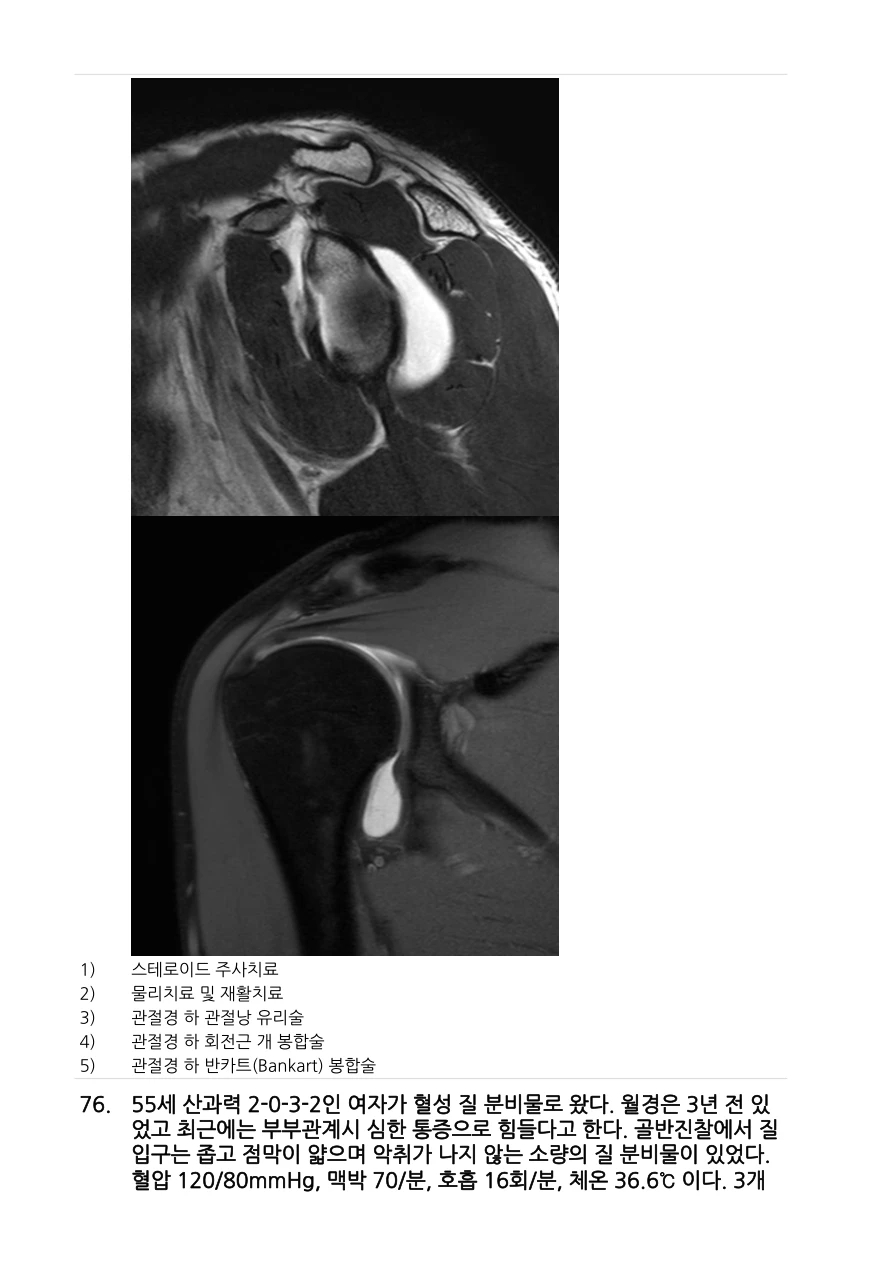 1) 스테로이드 주사치료
2) 물리치료 및 재활치료
3) 관절경 하 관절낭 유리술
4) 관절경 하 회전근 개 봉합술
5) 관절경 하 반카트(Bankart) 봉합술
76. 55세 산과력 2-0-3-2인 여자가 혈성 질 분비물로 왔다. 월경은 3년 전 있
었고 최근에는 부부관계시 심한 통증으로 힘들다고 한다. 골반진찰에서 질
입구는 좁고 점막이 얇으며 악취가 나지 않는 소량의 질 분비물이 있었다.
혈압 120/80mmHg, 맥박 70/분, 호흡 16회/분, 체온 36.6℃ 이다. 3개